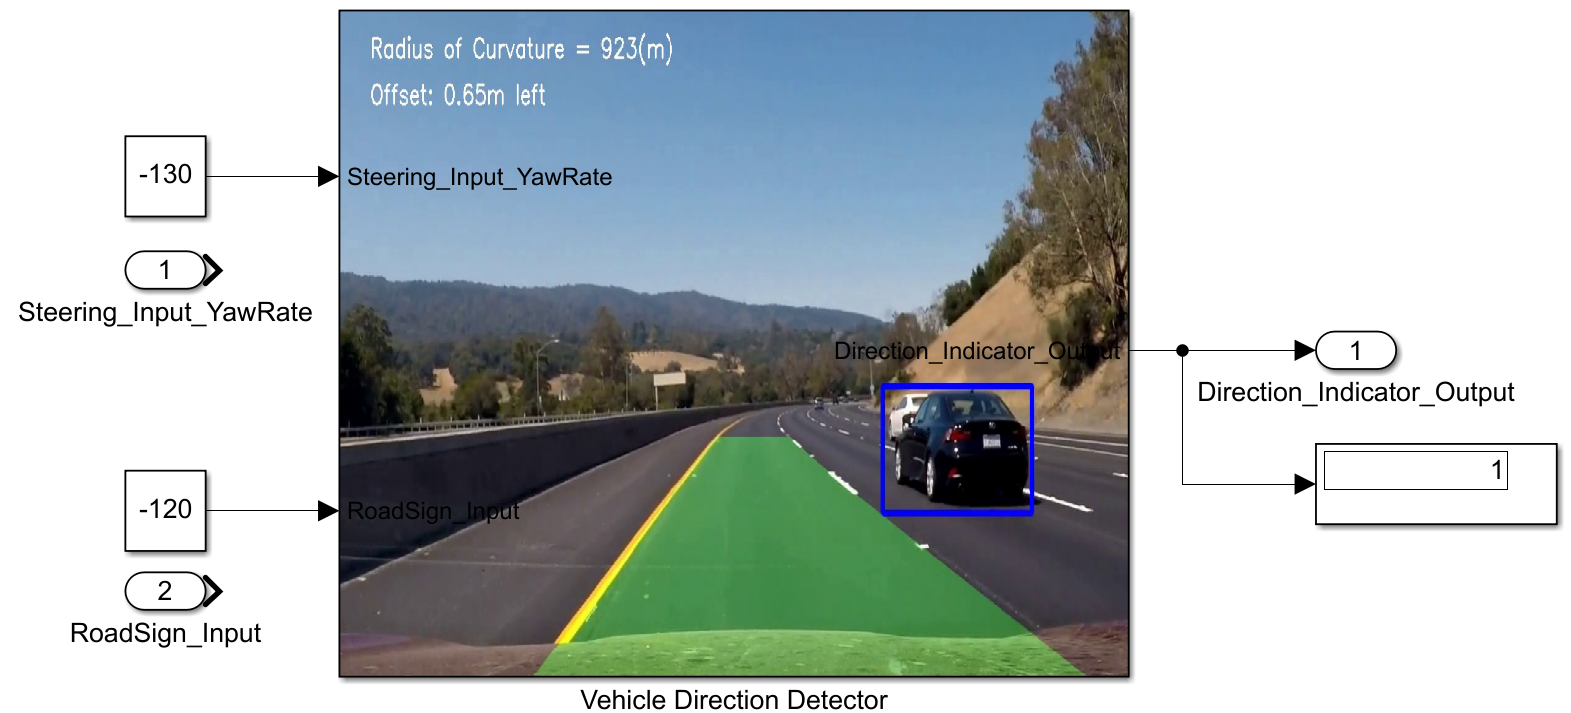 Radius of Curvature = 923(m)
Offset: 0.65m left
-130
Steering_Input_YawRate
1
Steering_Input_YawRate
Direction_Indicator_Output
1
Direction_Indicator_Output
1
-120
RoadSign_Input
2
RoadSign_Input
Vehicle Direction Detector